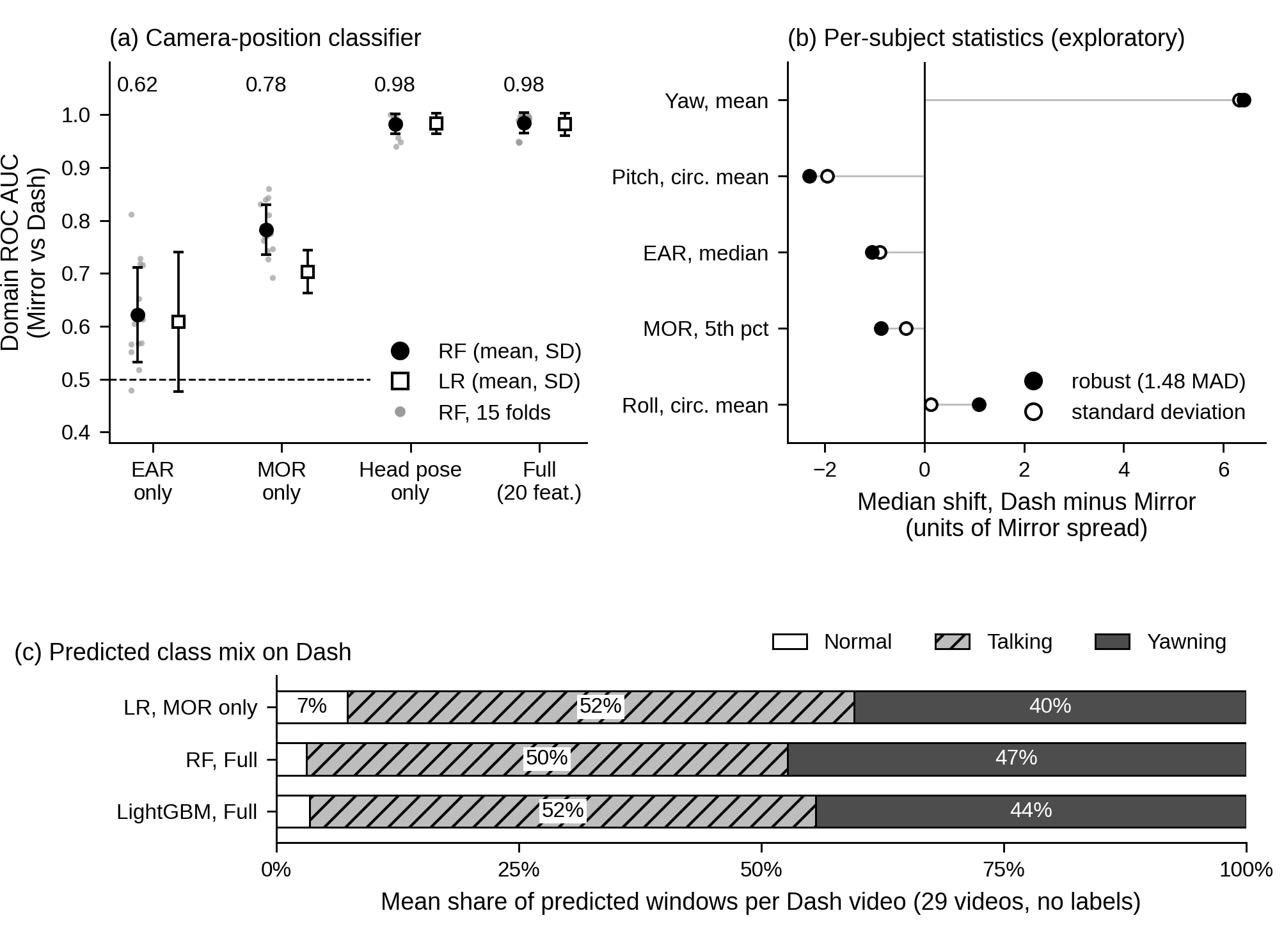 (a) Camera-position classifier
0.62 0.78 0.98 0.98
Domain ROC AUC
(Mirror vs Dash)
1.0
0.9
0.8
0.7
0.6
0.5
0.4
RF (mean, SD)
LR (mean, SD)
RF, 15 folds
EAR
only
MOR
only
Head pose
only
Full
(20 feat.)
(b) Per-subject statistics (exploratory)
Yaw, mean
Pitch, circ. mean
EAR, median
MOR, 5th pct
Roll, circ. mean
robust (1.48 MAD)
standard deviation
−2 0 2 4 6
Median shift, Dash minus Mirror
(units of Mirror spread)
(c) Predicted class mix on Dash
Normal Talking Yawning
LR, MOR only 7% 52% 40%
RF, Full 50% 47%
LightGBM, Full 52% 44%
0% 25% 50% 75% 100%
Mean share of predicted windows per Dash video (29 videos, no labels)